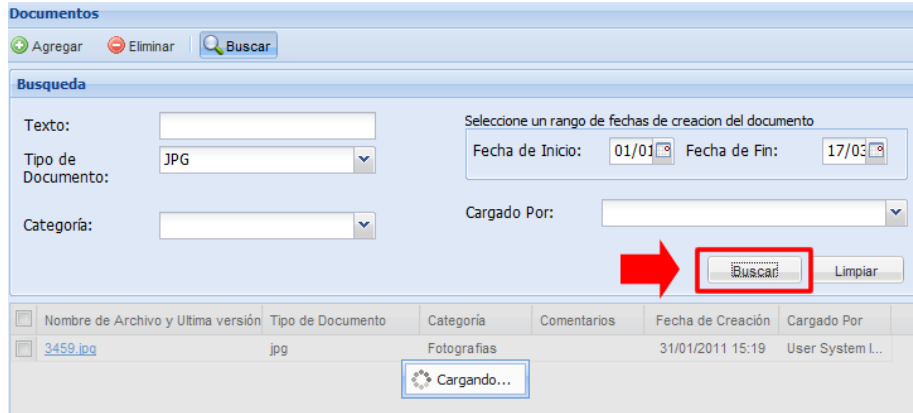 Documentos
Agregar Eliminar Buscar
Busqueda
Texto:
Seleccione un rango de fechas de creacion del documento
Fecha de Inicio: 01/01 Fecha de Fin: 17/03
Tipo de Documento: JPG
Categoría:
Cargado Por:
Buscar Limpiar
Nombre de Archivo y Ultima versión Tipo de Documento Categoría Comentarios Fecha de Creación Cargado Por
3459.jpg jpg Fotografias 31/01/2011 15:19 User System I...
Cargando...